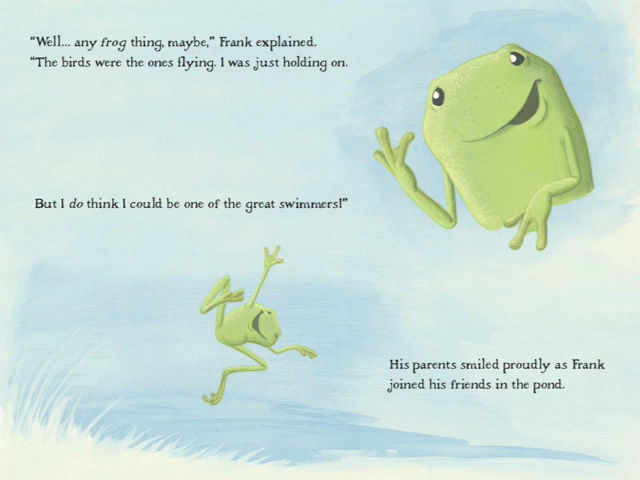 “Well... any frog thing, maybe,” Frank explained.
“The birds were the ones flying. I was just holding on.
But I do think I could be one of the great swimmers!”
His parents smiled proudly as Frank
joined his friends in the pond.